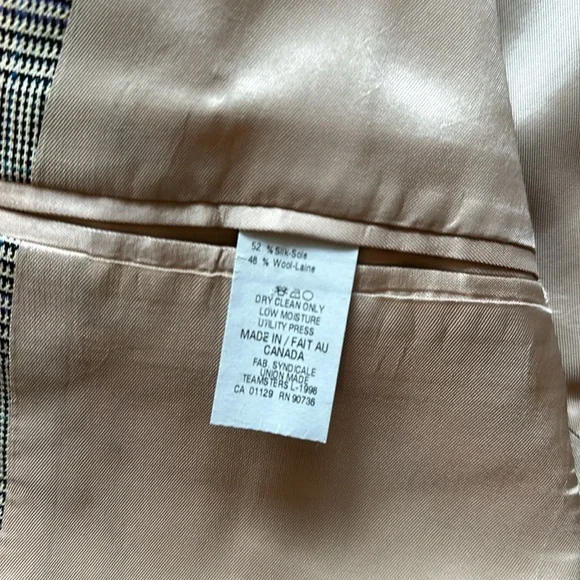 52 % Silk-Soie
48 % Wool-Laine
DRY CLEAN ONLY
LOW MOISTURE
UTILITY PRESS
MADE IN / FAIT AU
CANADA
FAB. SYNDICALE
UNION MADE
TEAMSTERS L-1998
CA 01129 RN 90736